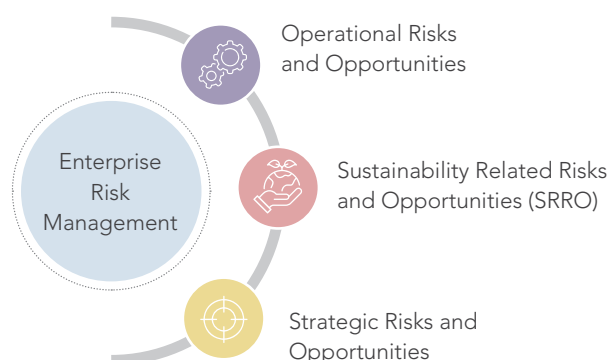 Operational Risks
and Opportunities
Enterprise
Risk
Management
Sustainability Related Risks
and Opportunities (SRRO)
Strategic Risks and
Opportunities